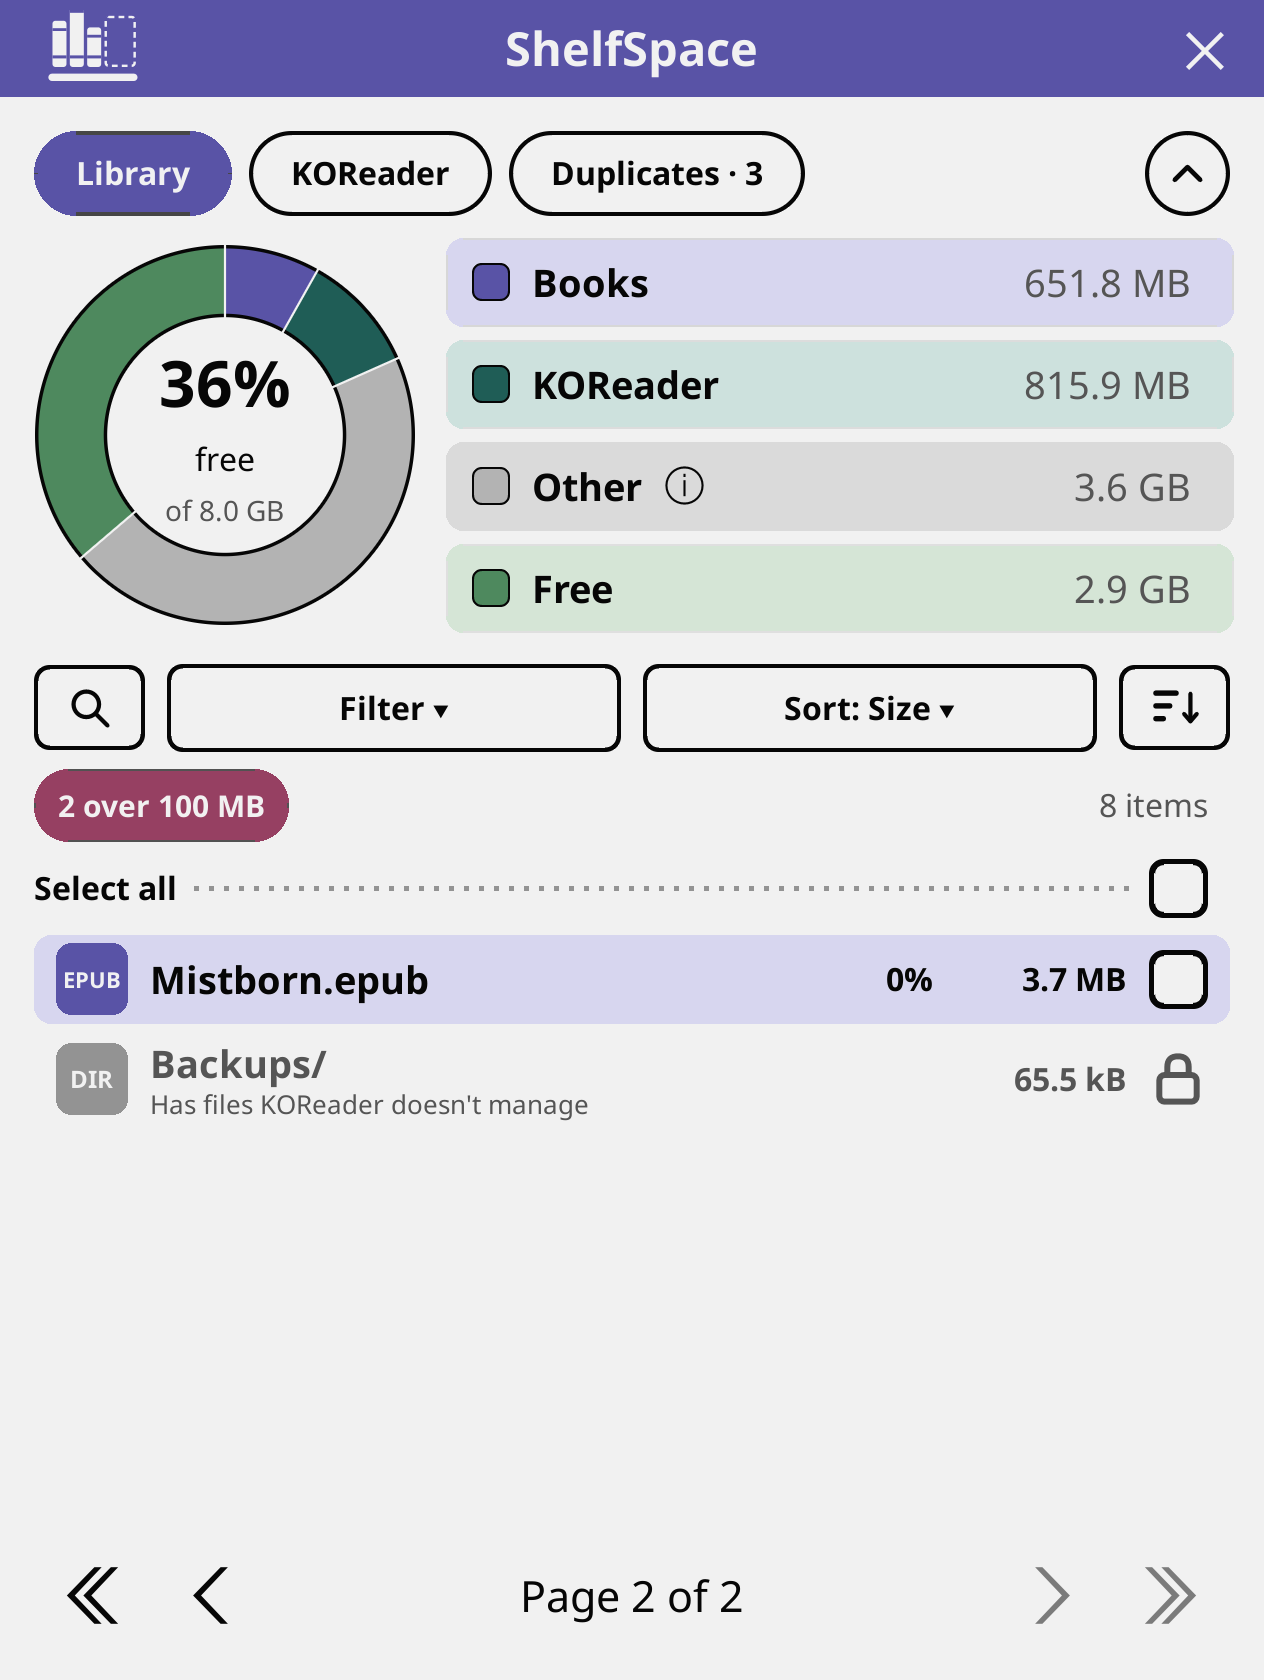 ShelfSpace
Library
KOReader
Duplicates · 3
36%
free
of 8.0 GB
Books 651.8 MB
KOReader 815.9 MB
Other ⓘ 3.6 GB
Free 2.9 GB
Filter ▾
Sort: Size ▾
2 over 100 MB
8 items
Select all
EPUB Mistborn.epub 0% 3.7 MB
DIR Backups/ 65.5 kB
Has files KOReader doesn't manage
Page 2 of 2